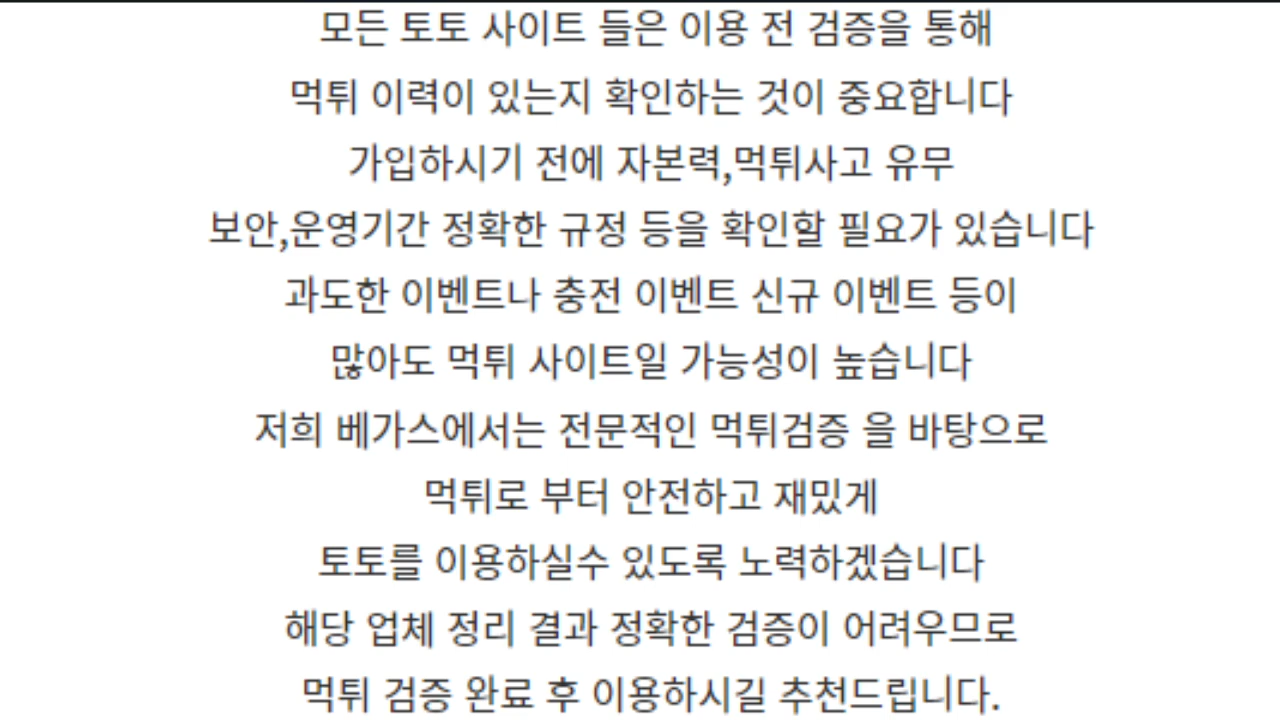 모든 토토 사이트 들은 이용 전 검증을 통해
먹튀 이력이 있는지 확인하는 것이 중요합니다
가입하시기 전에 자본력,먹튀사고 유무
보안,운영기간 정확한 규정 등을 확인할 필요가 있습니다
과도한 이벤트나 충전 이벤트 신규 이벤트 등이
많아도 먹튀 사이트일 가능성이 높습니다
저희 베가스에서는 전문적인 먹튀검증 을 바탕으로
먹튀로 부터 안전하고 재밌게
토토를 이용하실수 있도록 노력하겠습니다
해당 업체 정리 결과 정확한 검증이 어려우므로
먹튀 검증 완료 후 이용하시길 추천드립니다.